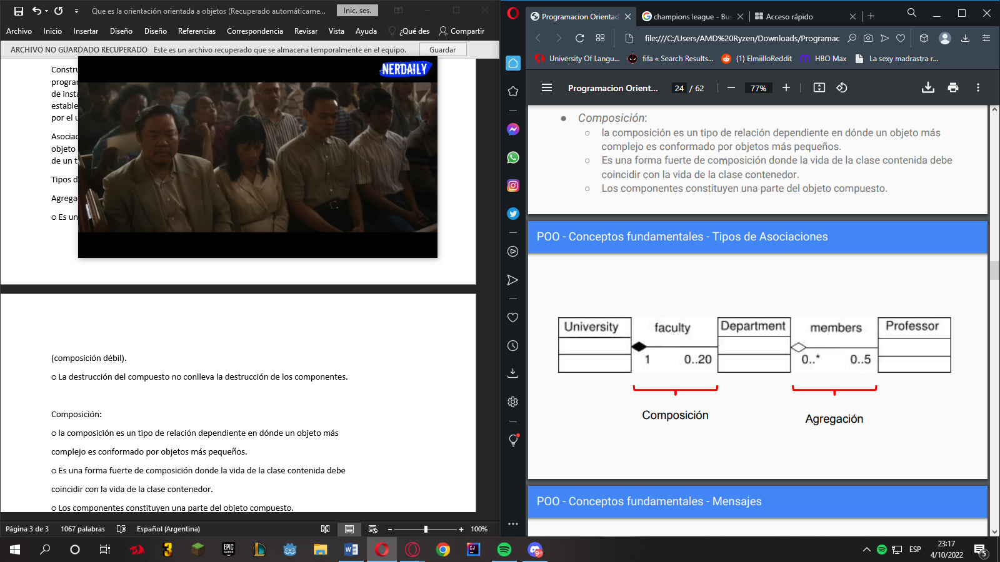 Que es la orientación orientada a objetos (Recuperado automáticame...
Inic. ses.
Archivo Inicio Insertar Diseño Diseño Referencias Correspondencia Revisar Vista Ayuda ¿Qué des Compartir
ARCHIVO NO GUARDADO RECUPERADO Este es un archivo recuperado que se almacena temporalmente en el equipo. Guardar
Constru
program
de insta
estable
por el u
Asociac
objeto
de un t
Tipos d
Agregac
○ Es un
NERDAILY
(composición débil).
○ La destrucción del compuesto no conlleva la destrucción de los componentes.
Composición:
○ la composición es un tipo de relación dependiente en dónde un objeto más
complejo es conformado por objetos más pequeños.
○ Es una forma fuerte de composición donde la vida de la clase contenida debe
coincidir con la vida de la clase contenedor.
○ Los componentes constituyen una parte del objeto compuesto.
Página 3 de 3 1067 palabras Español (Argentina) 100%
Programacion Orientad champions league - Bus Acceso rápido
file:///C:/Users/AMD%20Ryzen/Downloads/Programac
University Of Langu... fifa « Search Results... (1) ElmiilloReddit HBO Max La sexy madrastra r...
Programacion Orient... 24 / 62 77%
● Composición:
○ la composición es un tipo de relación dependiente en dónde un objeto más
complejo es conformado por objetos más pequeños.
○ Es una forma fuerte de composición donde la vida de la clase contenida debe
coincidir con la vida de la clase contenedor.
○ Los componentes constituyen una parte del objeto compuesto.
POO - Conceptos fundamentales - Tipos de Asociaciones
University faculty Department members Professor
1 0..20 0..* 0..5
Composición Agregación
POO - Conceptos fundamentales - Mensajes
3 EPIC GAMES W IJ 9+ ESP 23:17
4/10/2022 5